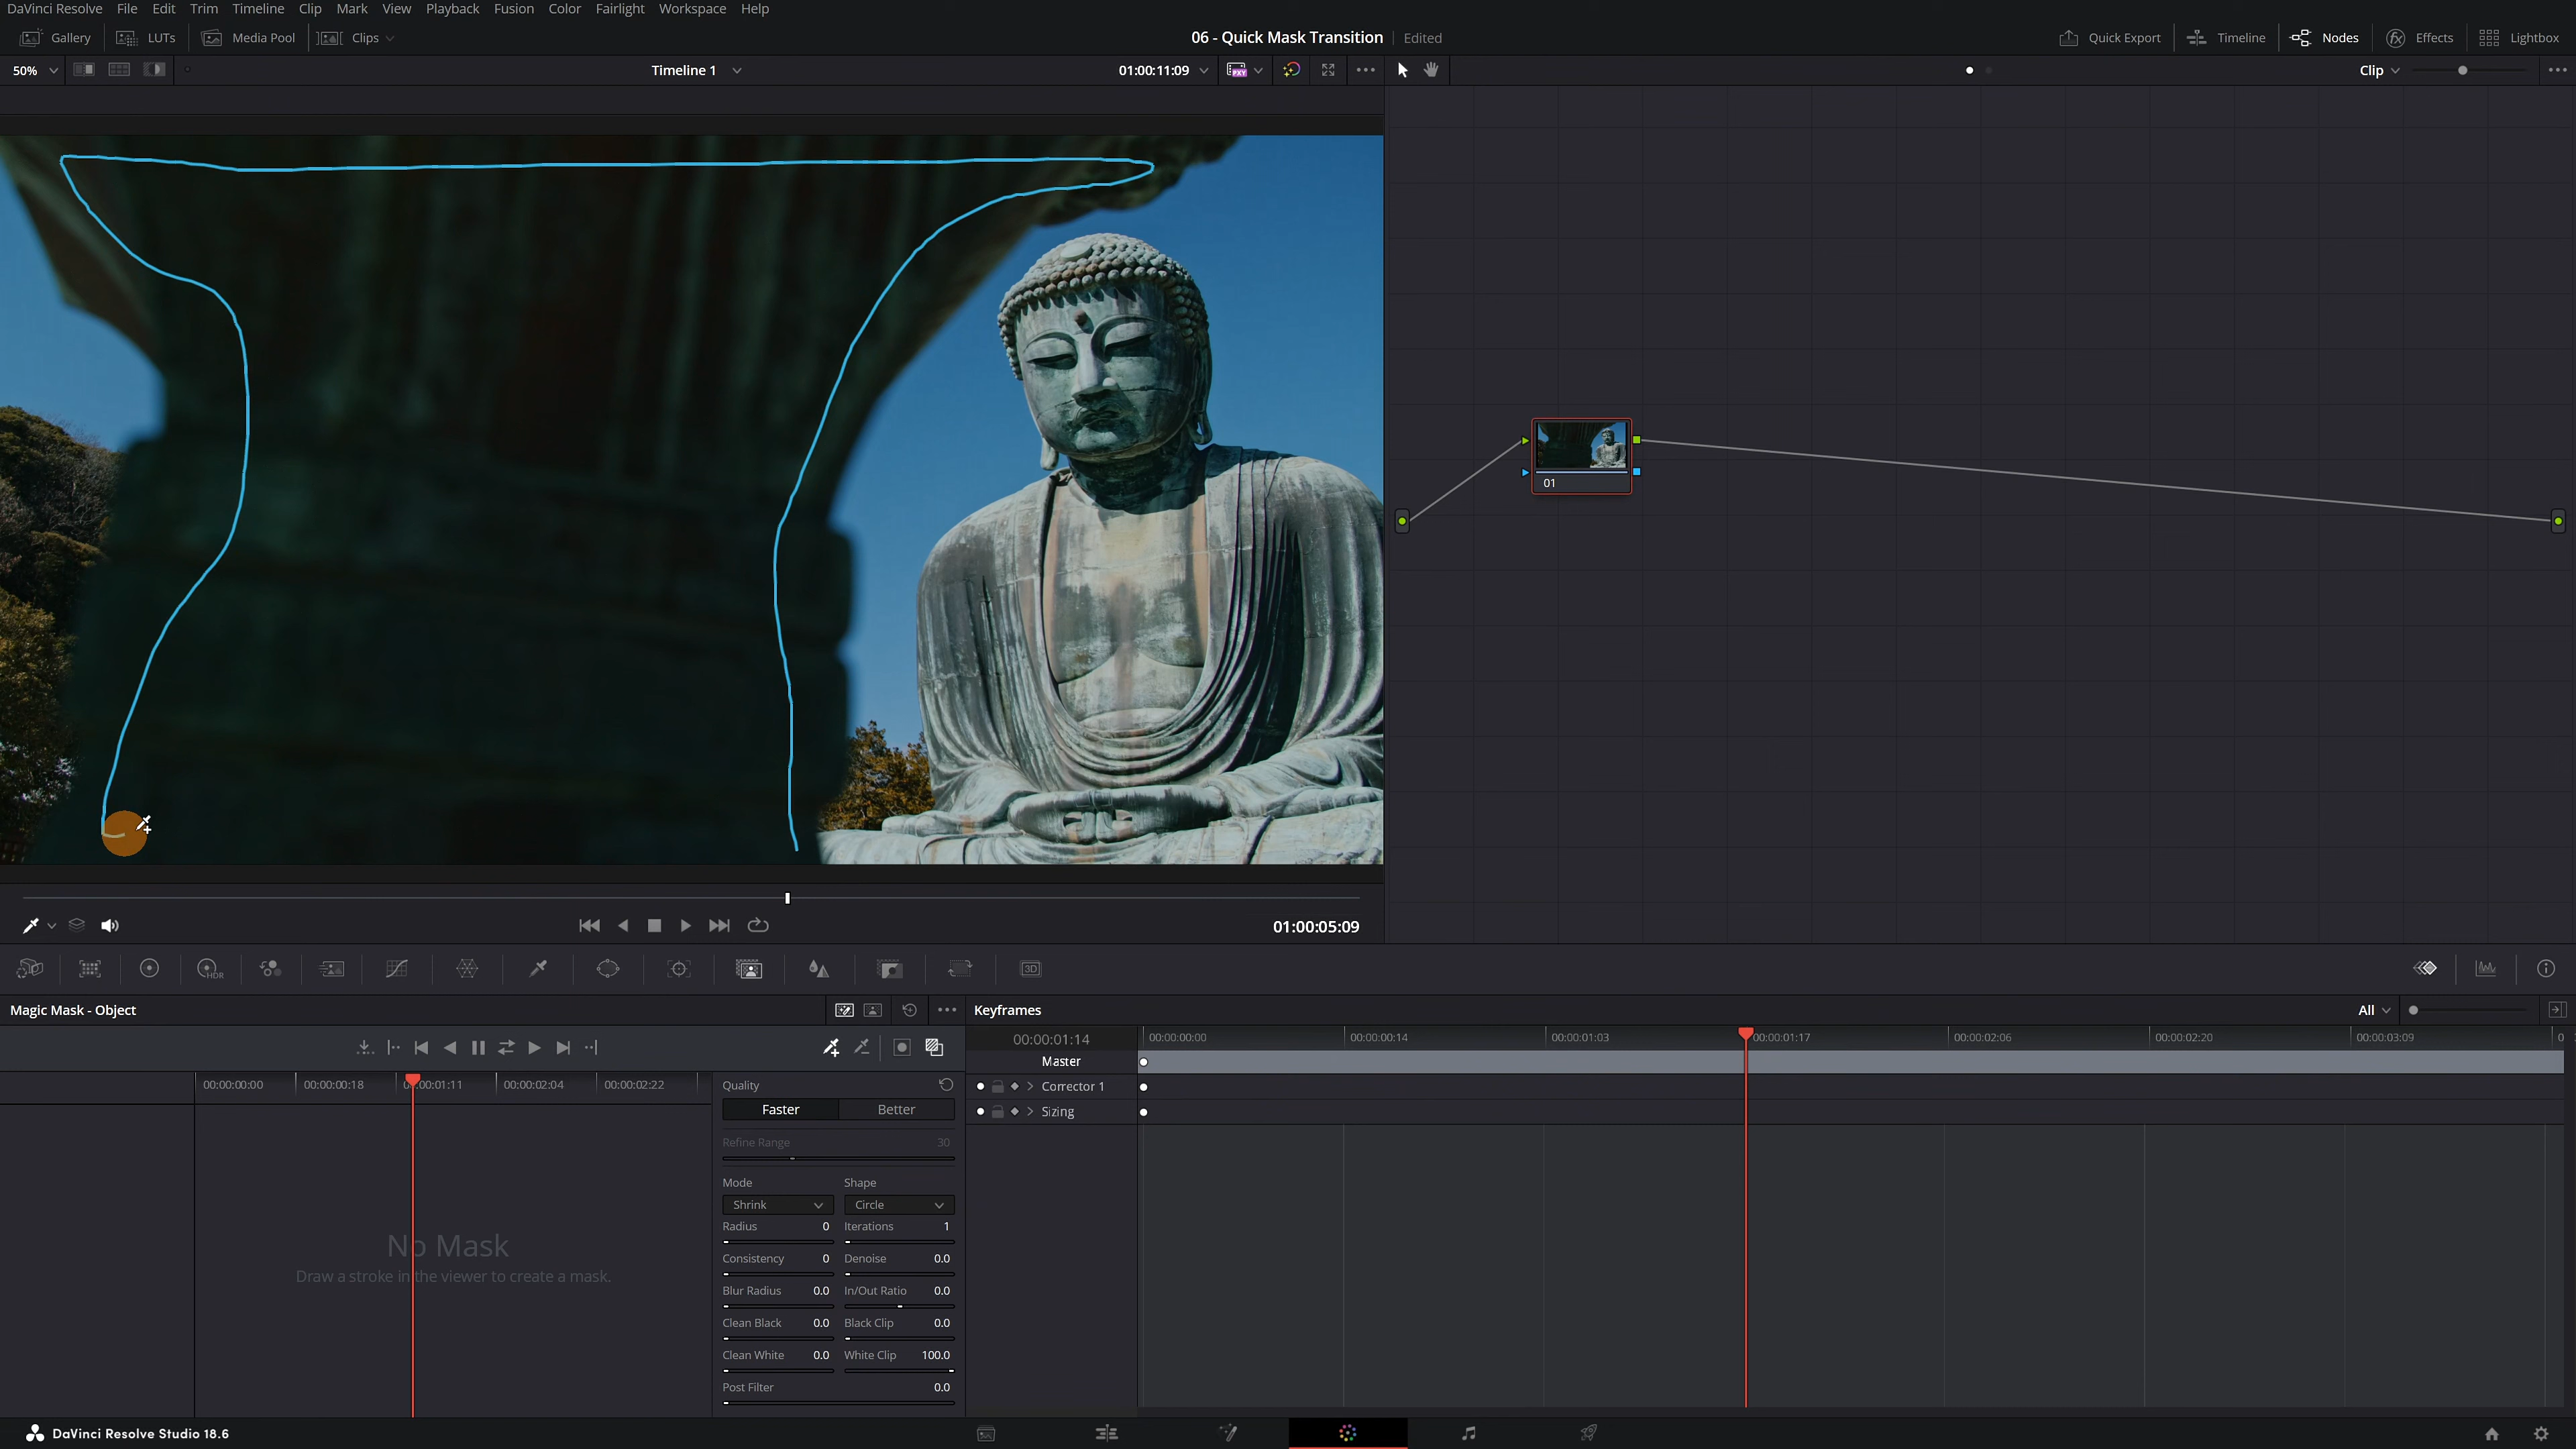 DaVinci Resolve File Edit Trim Timeline Clip Mark View Playback Fusion Color Fairlight Workspace Help
Gallery LUTs Media Pool Clips 06 - Quick Mask Transition Edited Quick Export Timeline Nodes Effects Lightbox
50% Timeline 1 01:00:11:09 PXY Clip
01
01:00:05:09
HDR 3D
Magic Mask - Object Keyframes All
00:00:01:14 00:00:00:00 00:00:00:14 00:00:01:03 00:00:01:17 00:00:02:06 00:00:02:20 00:00:03:09 0
Master
00:00:00:00 00:00:00:18 00:00:01:11 00:00:02:04 00:00:02:22 Quality Corrector 1
Faster Better Sizing
Refine Range 30
Mode Shape
Shrink Circle
Radius 0 Iterations 1
No Mask
Consistency 0 Denoise 0.0
Draw a stroke in the viewer to create a mask.
Blur Radius 0.0 In/Out Ratio 0.0
Clean Black 0.0 Black Clip 0.0
Clean White 0.0 White Clip 100.0
Post Filter 0.0
DaVinci Resolve Studio 18.6